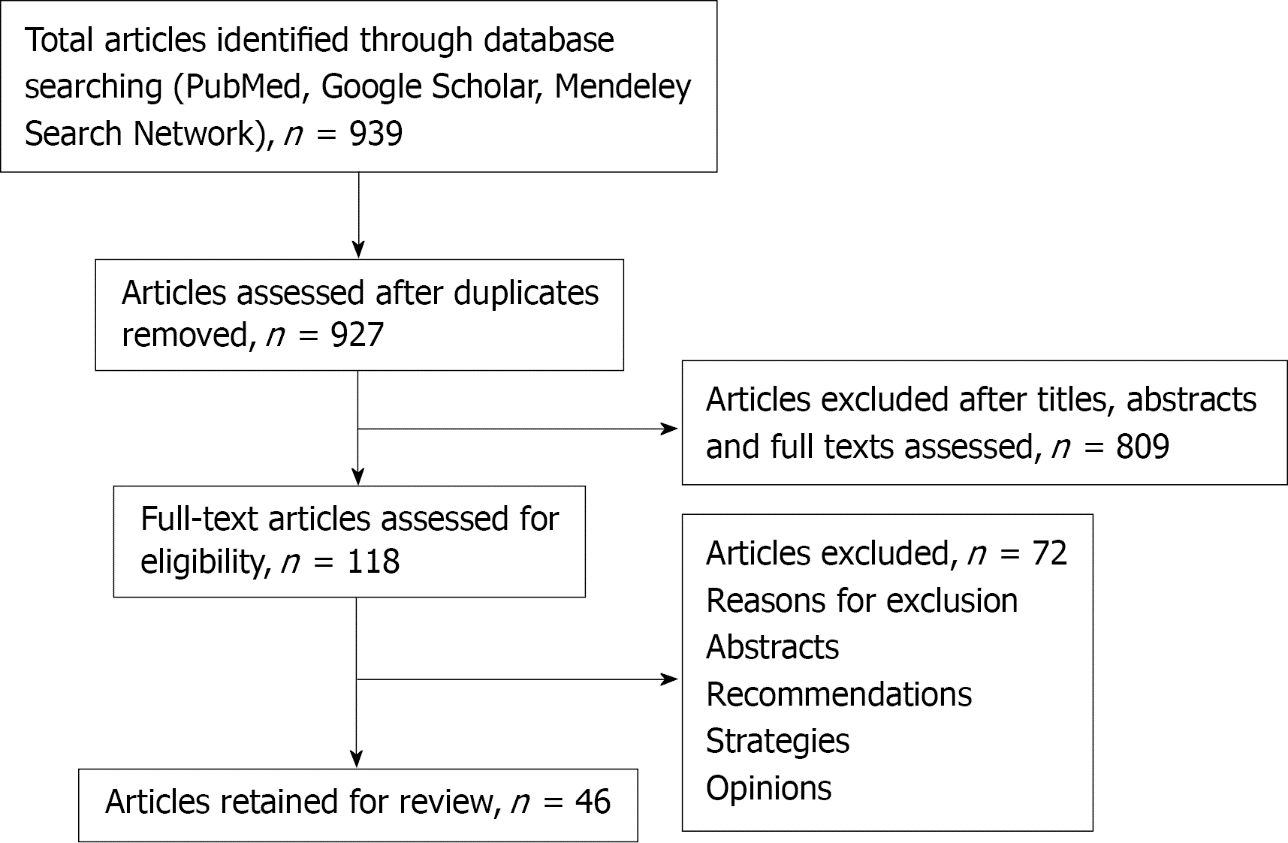 Total articles identified through database
searching (PubMed, Google Scholar, Mendeley
Search Network), n = 939
Articles assessed after duplicates
removed, n = 927
Articles excluded after titles, abstracts
and full texts assessed, n = 809
Full-text articles assessed for
eligibility, n = 118
Articles excluded, n = 72
Reasons for exclusion
Abstracts
Recommendations
Strategies
Opinions
Articles retained for review, n = 46